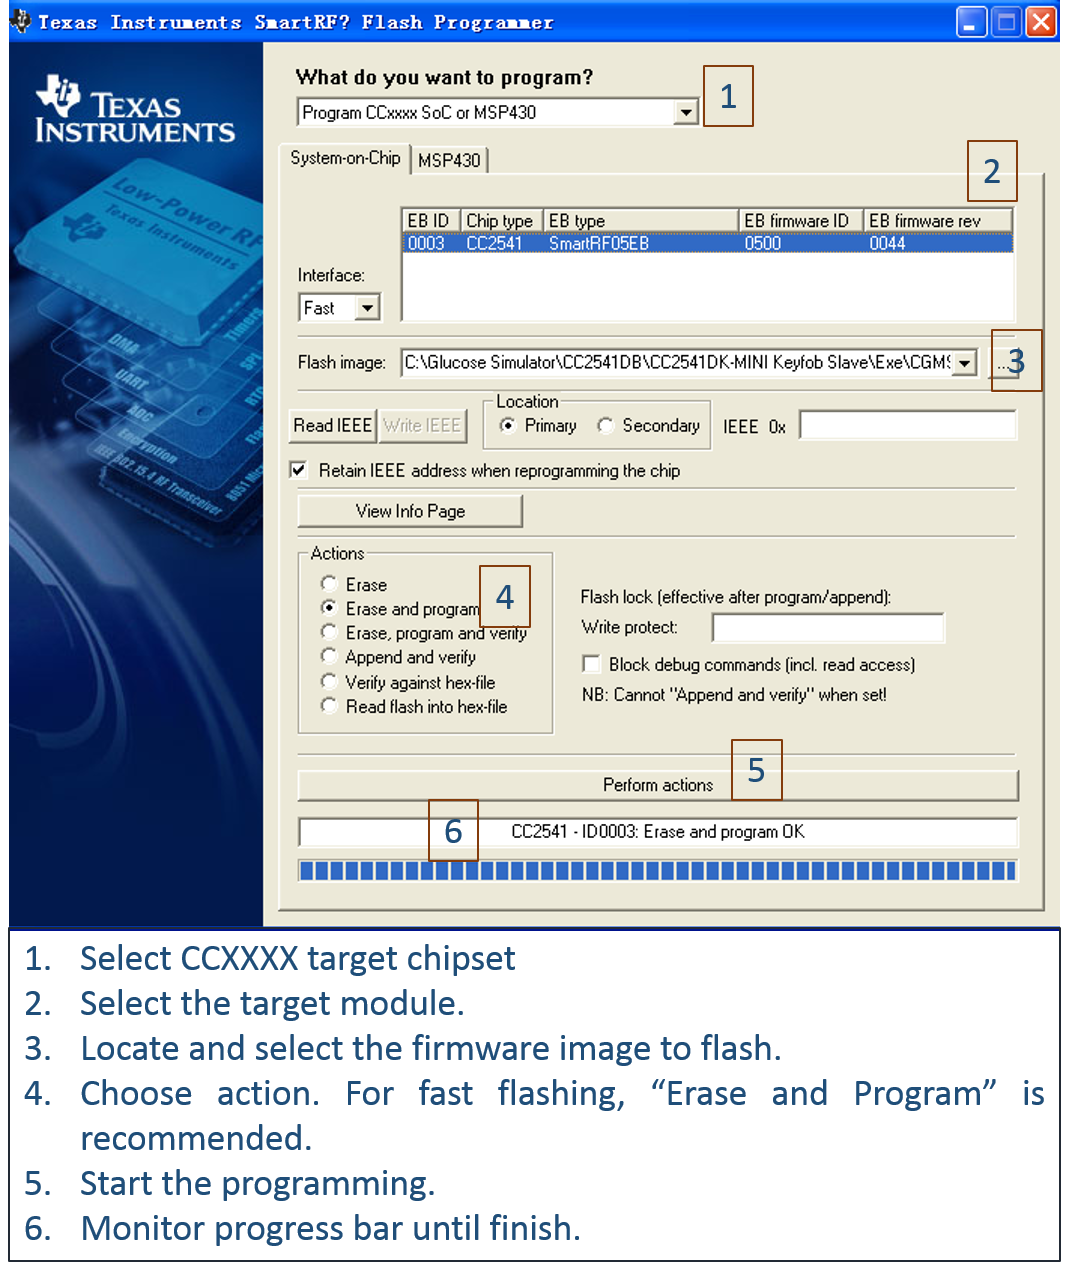 Texas Instruments SmartRF? Flash Programmer
TEXAS
INSTRUMENTS
Low-Power RF
Texas Instruments
DMA
UART
ADC
Encryption
IEEE 802.15.4 RF Transceiver
Timers
SPI
What do you want to program?
1
Program CCxxxx SoC or MSP430
System-on-Chip
MSP430
2
EB ID Chip type EB type EB firmware ID EB firmware rev
0003 CC2541 SmartRF05EB 0500 0044
Interface:
Fast
Flash image: C:\Glucose Simulator\CC2541DB\CC2541DK-MINI Keyfob Slave\Exe\CGMS ...
3
Location
Read IEEE Write IEEE Primary Secondary IEEE 0x
Retain IEEE address when reprogramming the chip
View Info Page
Actions
Erase
4
Erase and program
Erase, program and verify
Append and verify
Verify against hex-file
Read flash into hex-file
Flash lock (effective after program/append):
Write protect:
Block debug commands (incl. read access)
NB: Cannot "Append and verify" when set!
5
Perform actions
6
CC2541 - ID0003: Erase and program OK
1. Select CCXXXX target chipset
2. Select the target module.
3. Locate and select the firmware image to flash.
4. Choose action. For fast flashing, “Erase and Program” is
recommended.
5. Start the programming.
6. Monitor progress bar until finish.